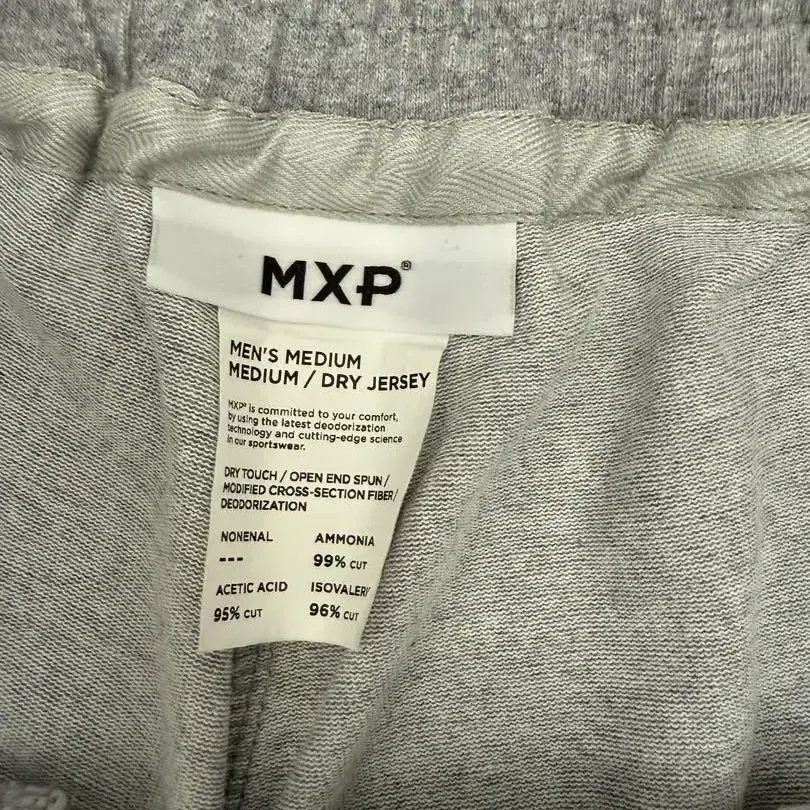 MXP®
MEN'S MEDIUM
MEDIUM / DRY JERSEY
MXP® is committed to your comfort,
by using the latest deodorization
technology and cutting-edge science
in our sportswear.
DRY TOUCH / OPEN END SPUN /
MODIFIED CROSS-SECTION FIBER/
DEODORIZATION
NONENAL AMMONIA
--- 99% CUT
ACETIC ACID ISOVALERI
95% CUT 96% CUT